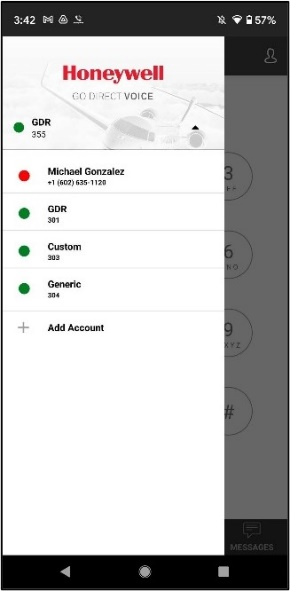 3:42
57%
Honeywell
GO DIRECT VOICE
GDR
355
Michael Gonzalez
+1 (602) 635-1120
GDR
301
Custom
303
Generic
304
Add Account
3
6
9
XYZ
#
MESSAGES